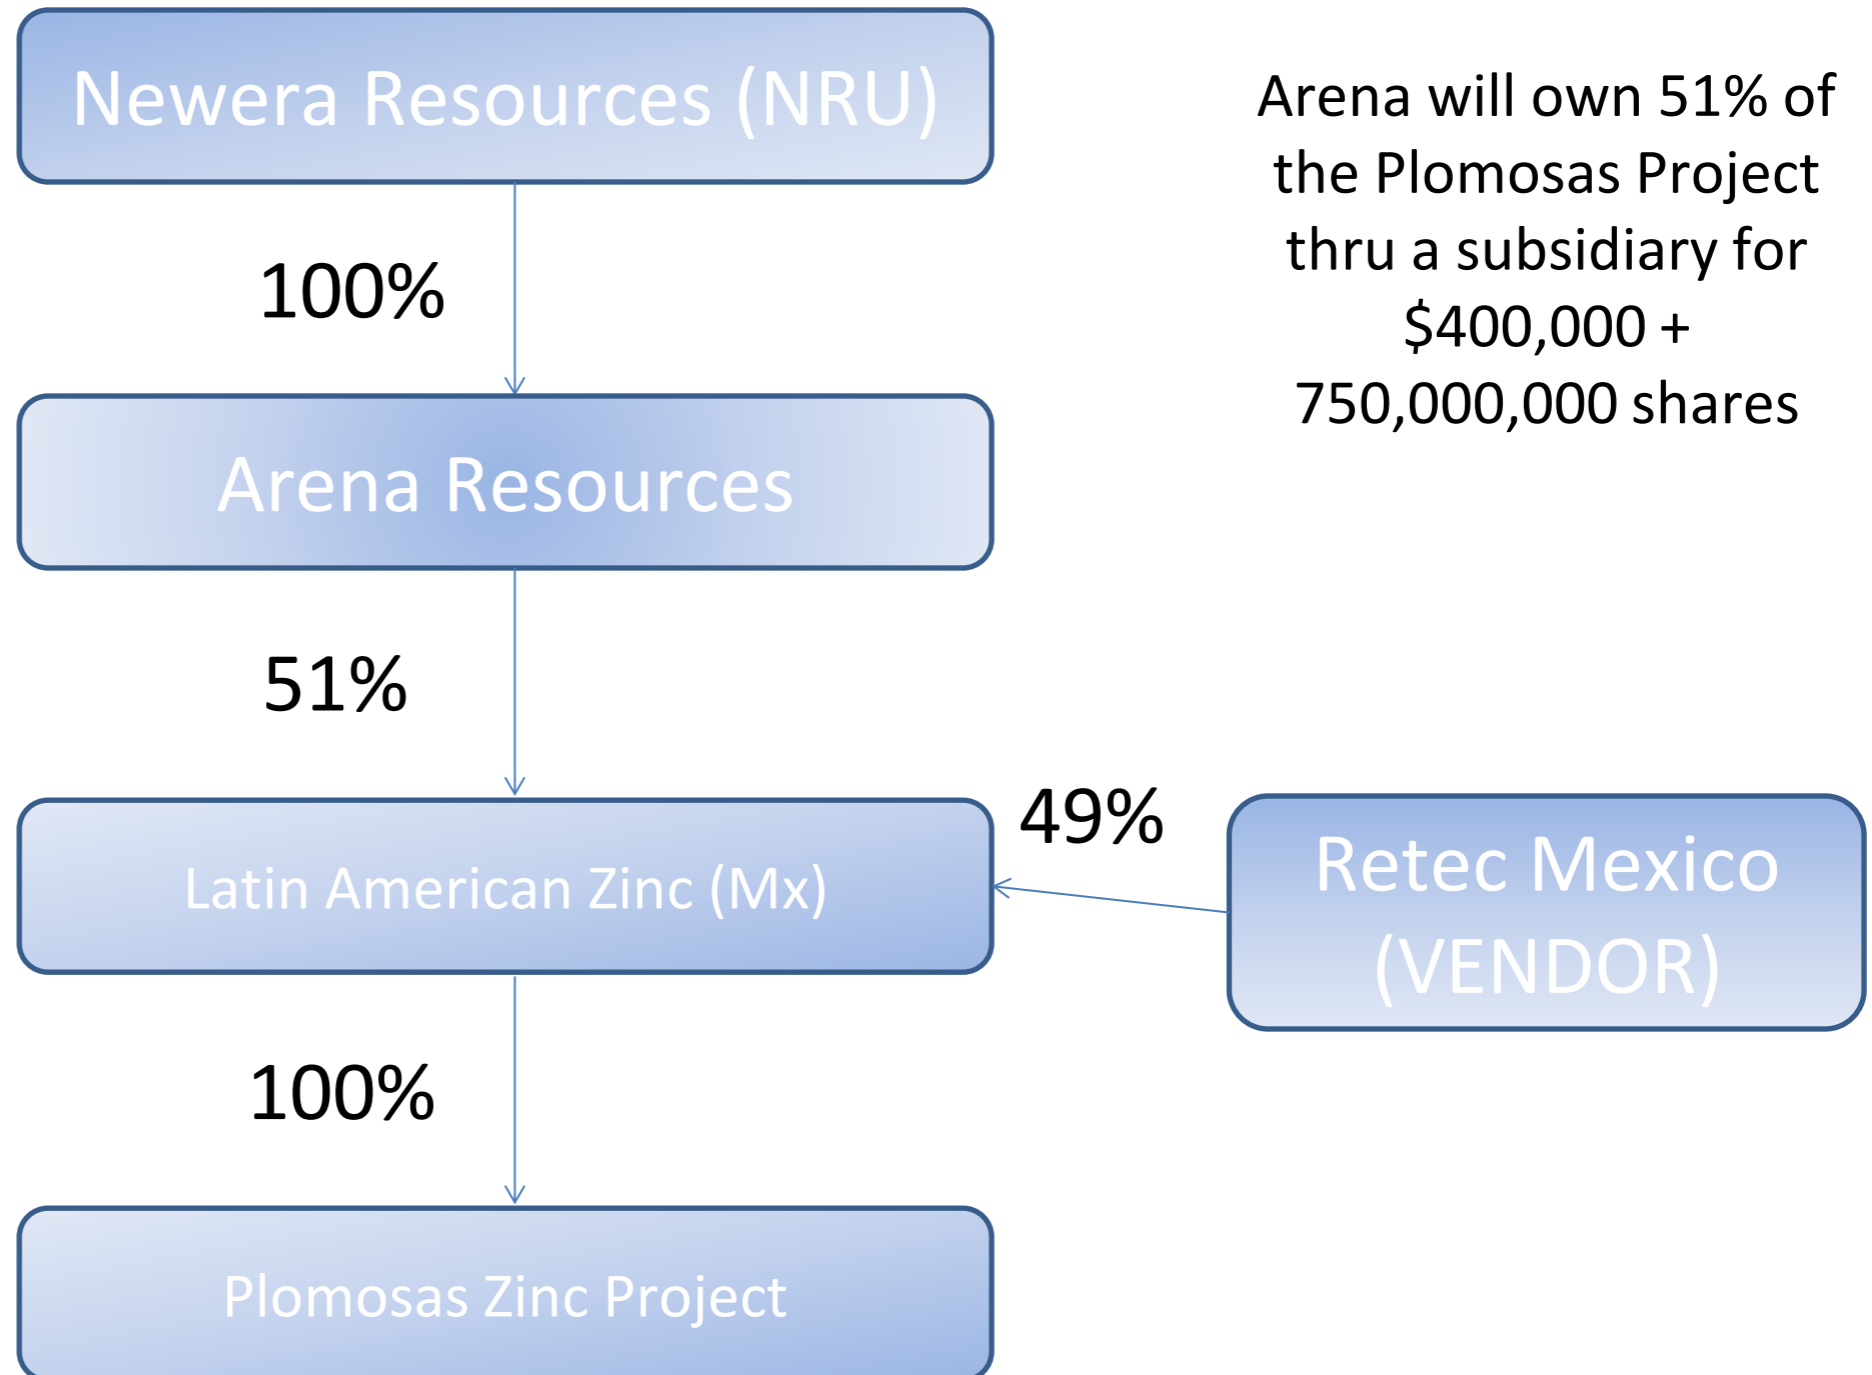 Newera Resources (NRU)
Arena will own 51% of
the Plomosas Project
thru a subsidiary for
$400,000 +
750,000,000 shares
100%
Arena Resources
51%
Latin American Zinc (Mx)
49%
Retec Mexico
(VENDOR)
100%
Plomosas Zinc Project